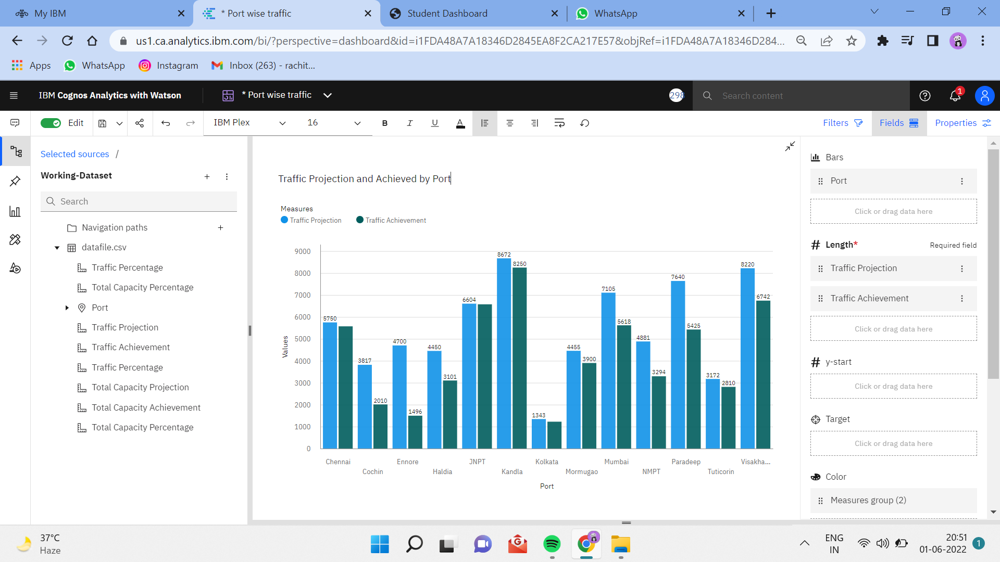 My IBM
* Port wise traffic
Student Dashboard
WhatsApp
us1.ca.analytics.ibm.com/bi/?perspective=dashboard&id=i1FDA48A7A18346D2845EA8F2CA217E57&objRef=i1FDA48A7A18346D284...
Apps
WhatsApp
Instagram
Inbox (263) - rachit...
IBM Cognos Analytics with Watson
* Port wise traffic
298
Search content
1
Edit
IBM Plex
16
B
I
U
A
Filters
Fields
Properties
Selected sources /
Working-Dataset
Search
Navigation paths
datafile.csv
Traffic Percentage
Total Capacity Percentage
Port
Traffic Projection
Traffic Achievement
Traffic Percentage
Total Capacity Projection
Total Capacity Achievement
Total Capacity Percentage
Traffic Projection and Achieved by Port
Measures
Traffic Projection
Traffic Achievement
Values
9000
8000
7000
6000
5000
4000
3000
2000
1000
0
5750
3817
2010
4700
1496
4450
3101
6604
8672
8250
1343
4455
3900
7105
5618
4881
3294
7640
5425
3172
2810
8220
6742
Chennai
Cochin
Ennore
Haldia
JNPT
Kandla
Kolkata
Mormugao
Mumbai
NMPT
Paradeep
Tuticorin
Visakha...
Port
Bars
Port
Click or drag data here
# Length*
Required field
Traffic Projection
Traffic Achievement
Click or drag data here
# y-start
Click or drag data here
Target
Click or drag data here
Color
Measures group (2)
37°C
Haze
ENG
IN
20:51
01-06-2022
1